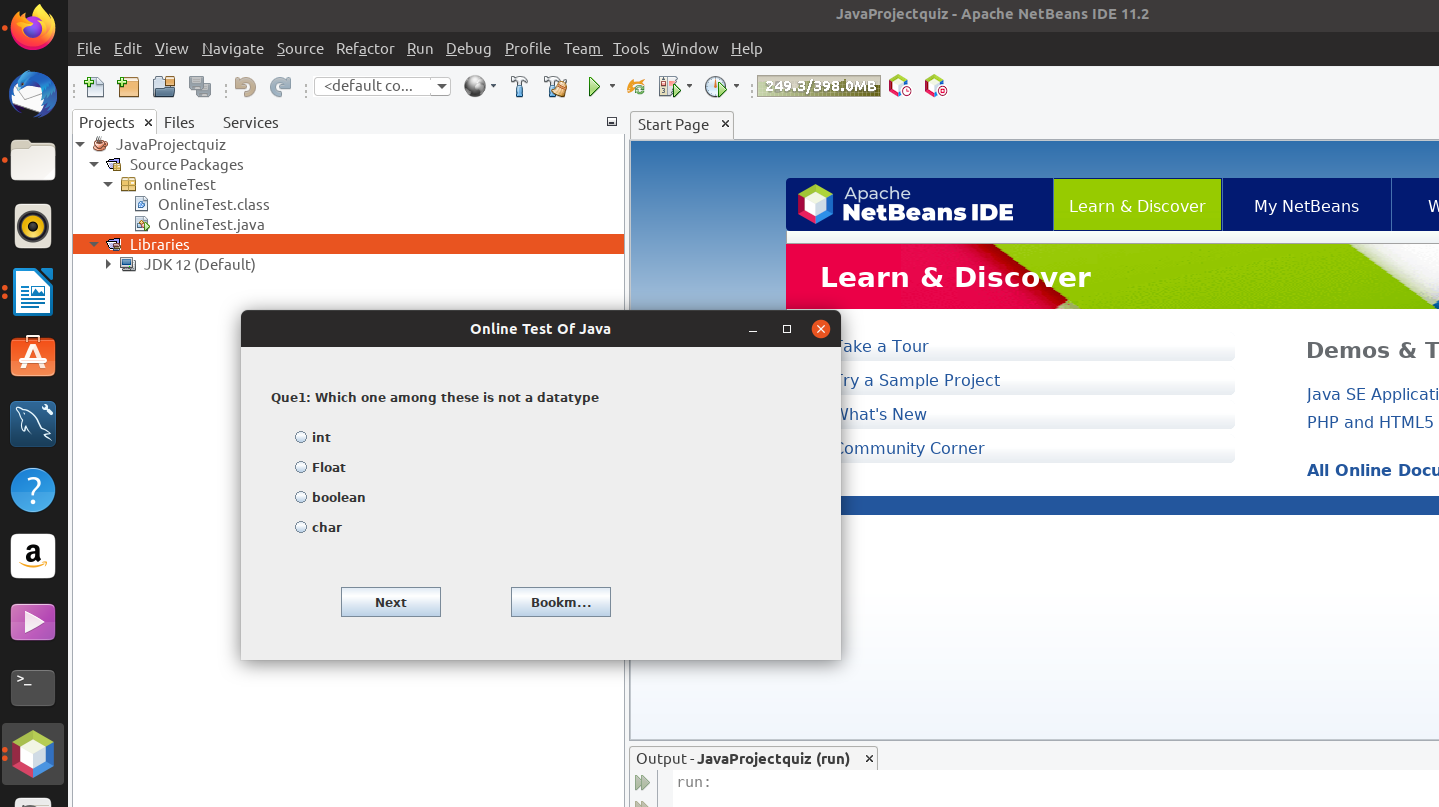 JavaProjectquiz - Apache NetBeans IDE 11.2
File Edit View Navigate Source Refactor Run Debug Profile Team Tools Window Help
<default co... 249.3/398.0MB
Projects Files Services
Start Page
JavaProjectquiz
Source Packages
onlineTest
OnlineTest.class
OnlineTest.java
Libraries
JDK 12 (Default)
Apache
NetBeans IDE
Learn & Discover
My NetBeans
W
Learn & Discover
Take a Tour
Try a Sample Project
What's New
Community Corner
Demos & T
Java SE Applicati
PHP and HTML5
All Online Docu
Online Test Of Java
Que1: Which one among these is not a datatype
int
Float
boolean
char
Next Bookm...
Output - JavaProjectquiz (run)
run:
a
?
>_